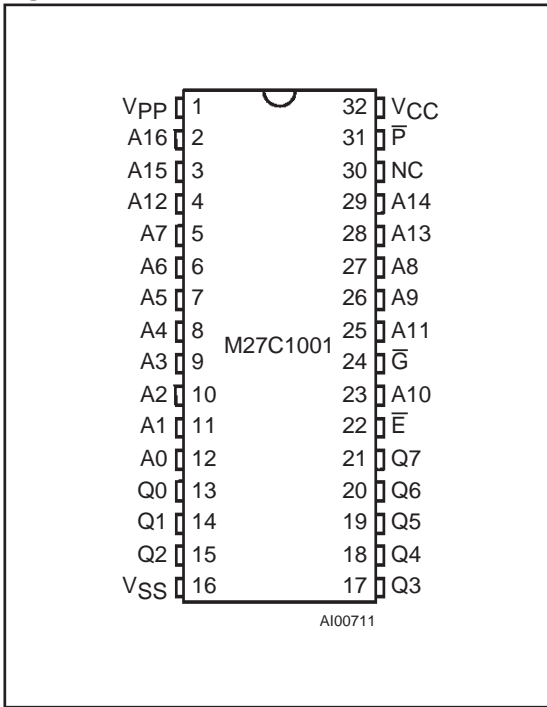 VPP 1 32 VCC
A16 2 31 P̅
A15 3 30 NC
A12 4 29 A14
A7 5 28 A13
A6 6 27 A8
A5 7 26 A9
A4 8 25 A11
M27C1001
A3 9 24 G̅
A2 10 23 A10
A1 11 22 E̅
A0 12 21 Q7
Q0 13 20 Q6
Q1 14 19 Q5
Q2 15 18 Q4
VSS 16 17 Q3
AI00711